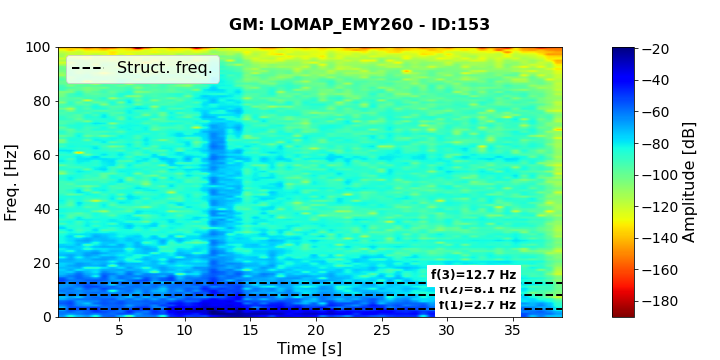 GM: LOMAP_EMY260 - ID:153
Struct. freq.
f(3)=12.7 Hz
f(2)=8.1 Hz
f(1)=2.7 Hz
100
80
60
40
20
0
Freq. [Hz]
5 10 15 20 25 30 35
Time [s]
−20
−40
−60
−80
−100
−120
−140
−160
−180
Amplitude [dB]